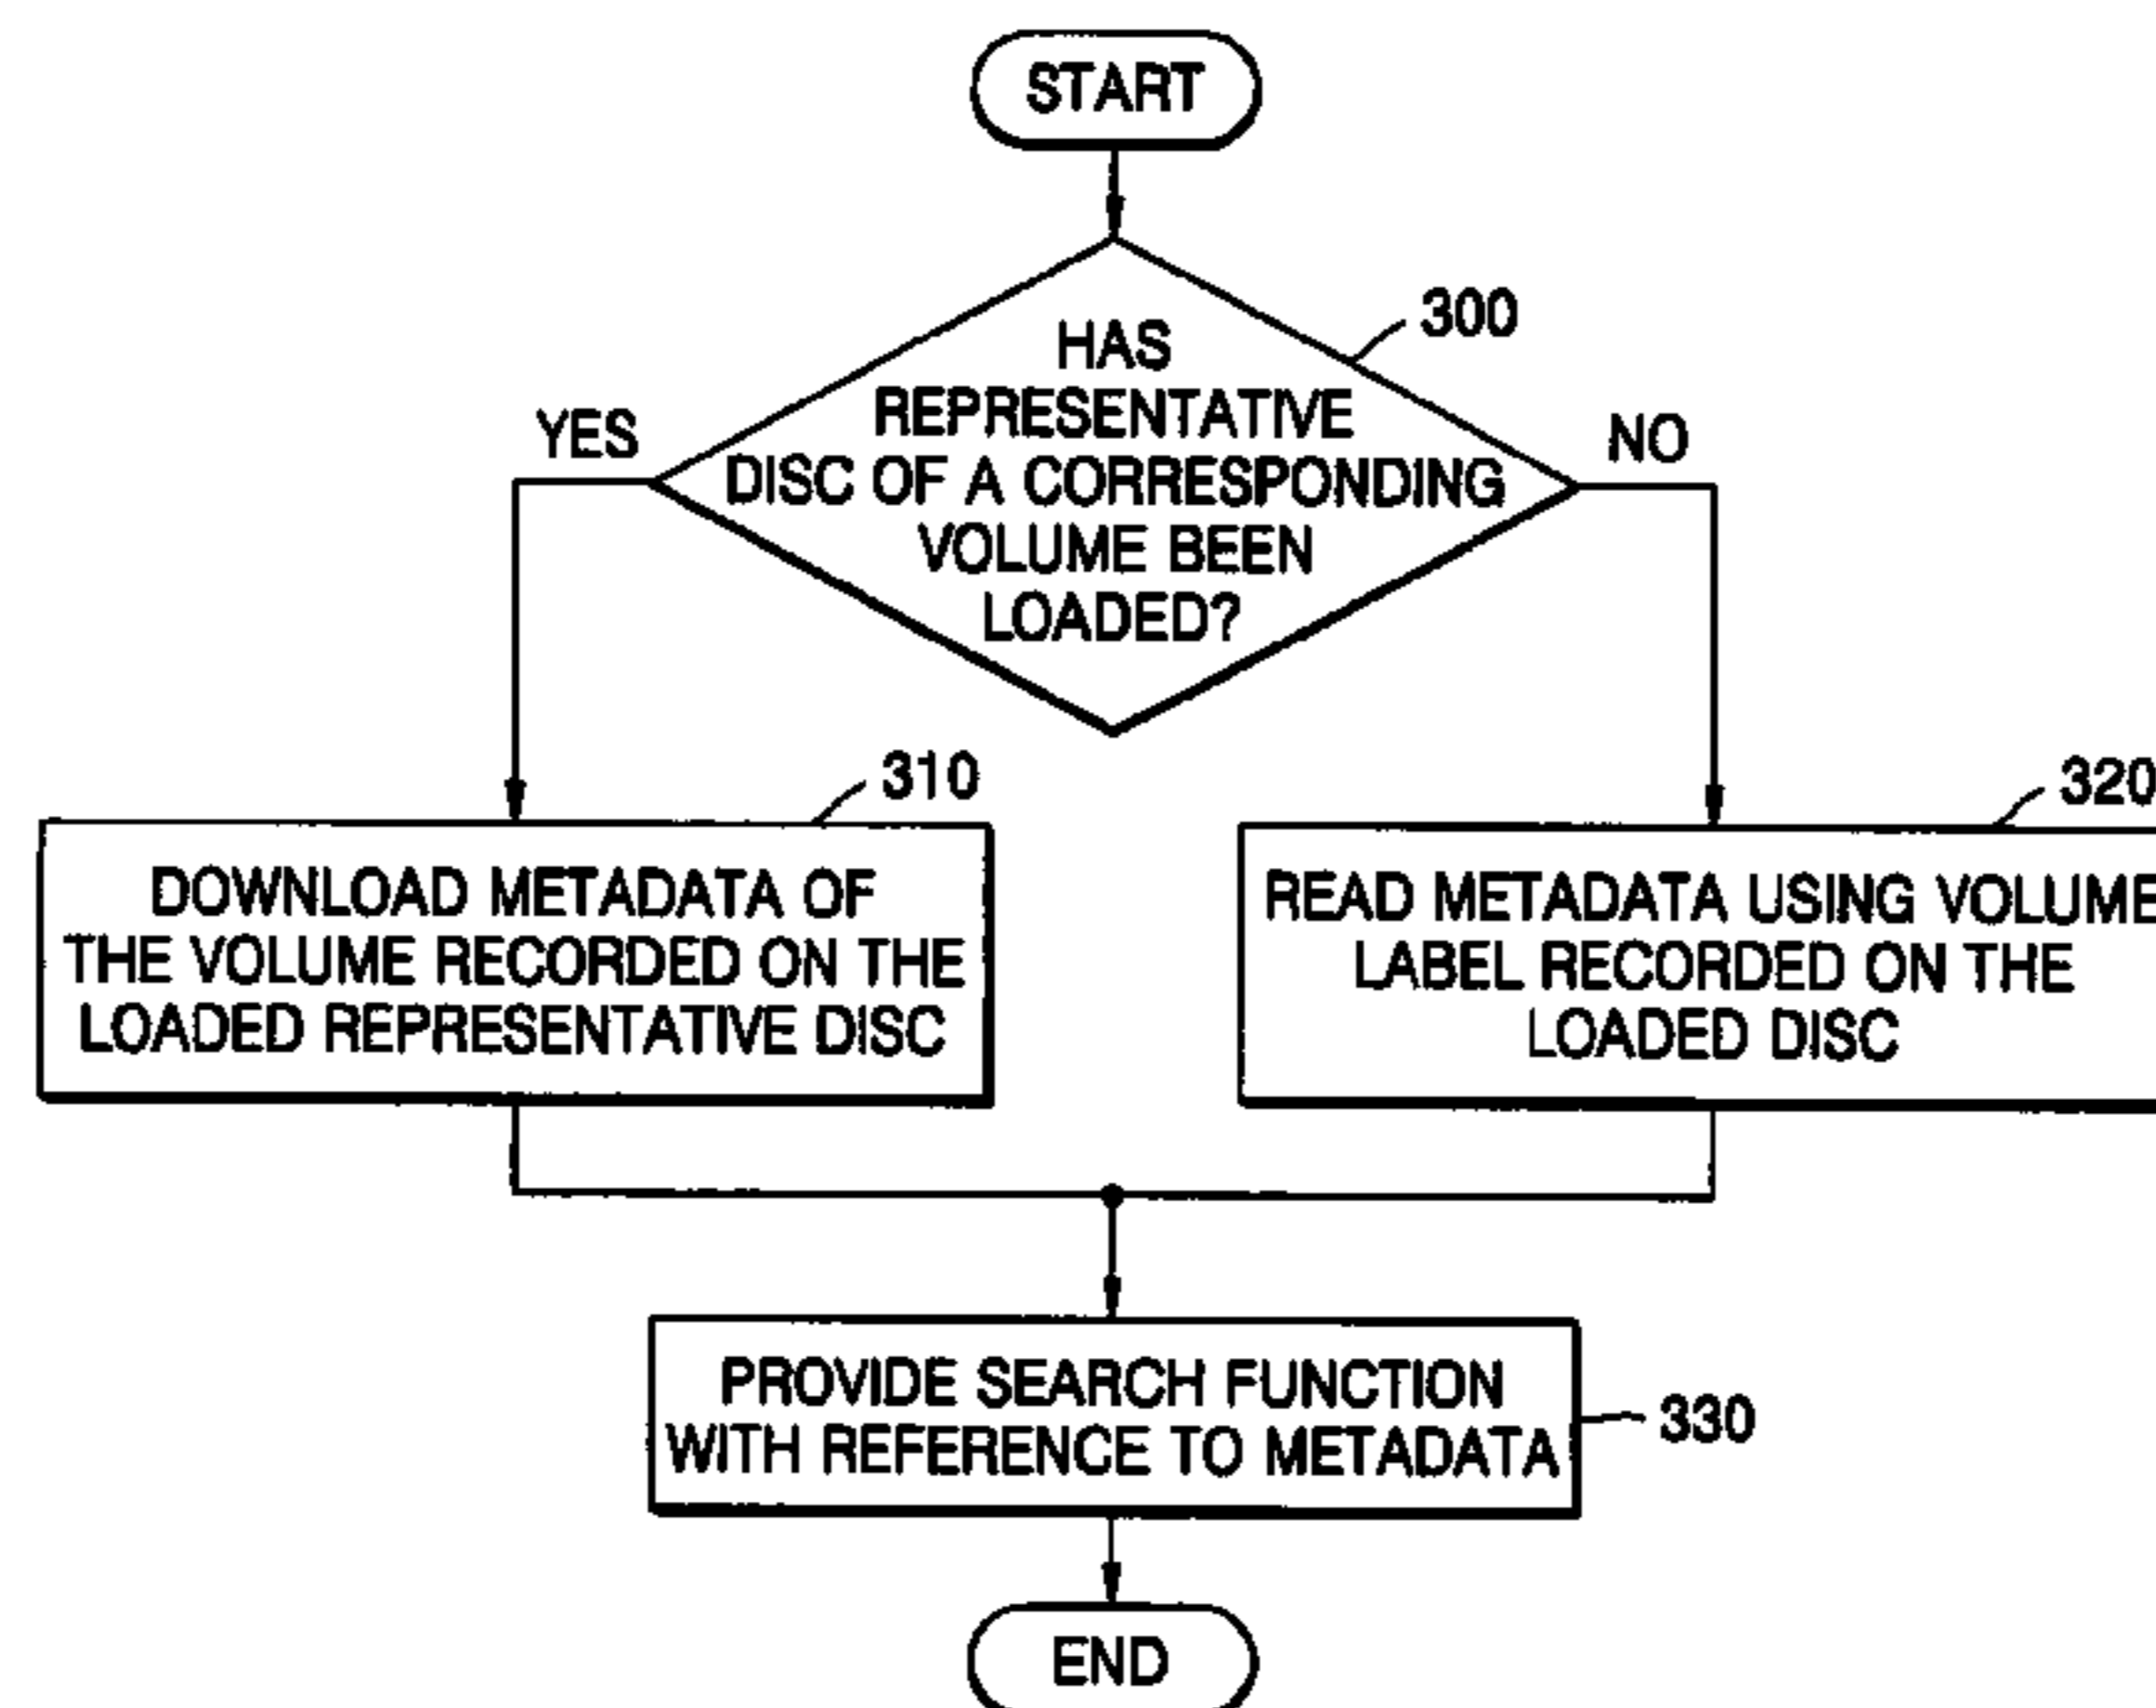 START
300
HAS
REPRESENTATIVE
DISC OF A CORRESPONDING
VOLUME BEEN
LOADED?
YES
NO
310
DOWNLOAD METADATA OF
THE VOLUME RECORDED ON THE
LOADED REPRESENTATIVE DISC
320
READ METADATA USING VOLUME
LABEL RECORDED ON THE
LOADED DISC
PROVIDE SEARCH FUNCTION
WITH REFERENCE TO METADATA
330
END